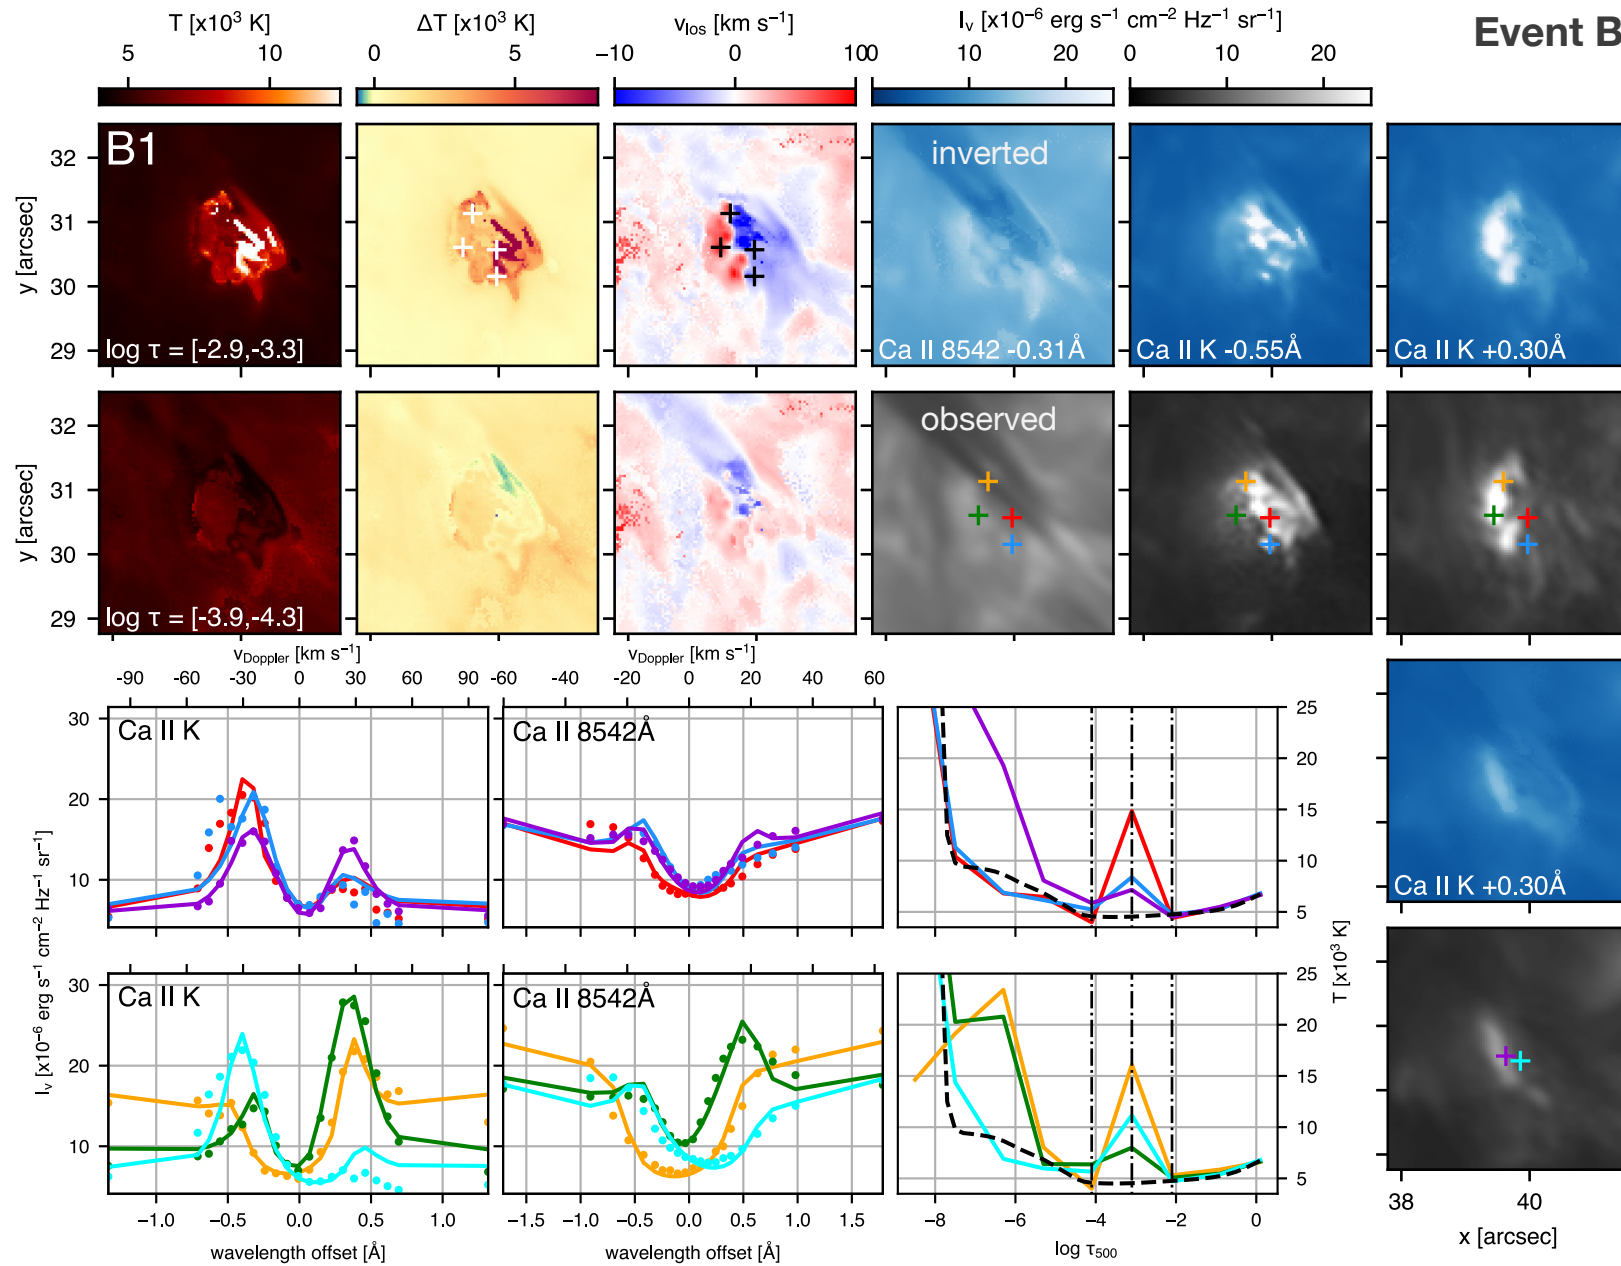 T [x10³ K]
ΔT [x10³ K]
v_los [km s⁻¹]
I_ν [x10⁻⁶ erg s⁻¹ cm⁻² Hz⁻¹ sr⁻¹]
Event B
5 10
0 5
−10 0 10
0 10 20
0 20
B1
inverted
32
31
30
29
y [arcsec]
log τ = [-2.9,-3.3]
Ca II 8542 -0.31Å
Ca II K -0.55Å
Ca II K +0.30Å
observed
32
31
30
29
y [arcsec]
log τ = [-3.9,-4.3]
v_Doppler [km s⁻¹]
v_Doppler [km s⁻¹]
-90 -60 -30 0 30 60 90
-60 -40 -20 0 20 40 60
Ca II K
Ca II 8542Å
30
20
10
25
20
15
10
5
Ca II K +0.30Å
T [x10³ K]
I_ν [x10⁻⁶ erg s⁻¹ cm⁻² Hz⁻¹ sr⁻¹]
Ca II K
Ca II 8542Å
30
20
10
25
20
15
10
5
−1.0 −0.5 0.0 0.5 1.0
−1.5 −1.0 −0.5 0.0 0.5 1.0 1.5
−8 −6 −4 −2 0
38 40
wavelength offset [Å]
wavelength offset [Å]
log τ₅₀₀
x [arcsec]